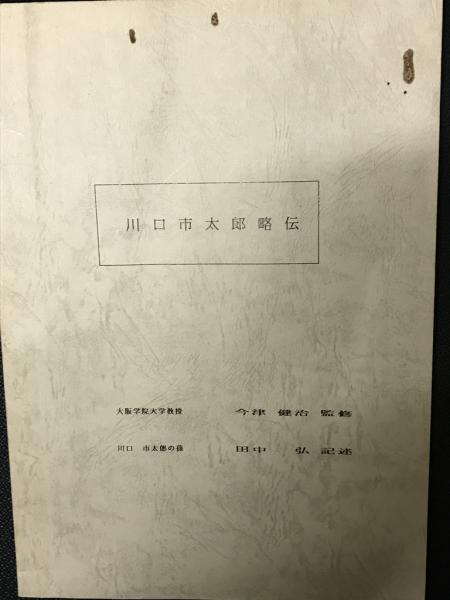 川口市太郎略伝
大阪学院大学教授 今津 健治 監修
川口 市太郎の孫 田中 弘 記述